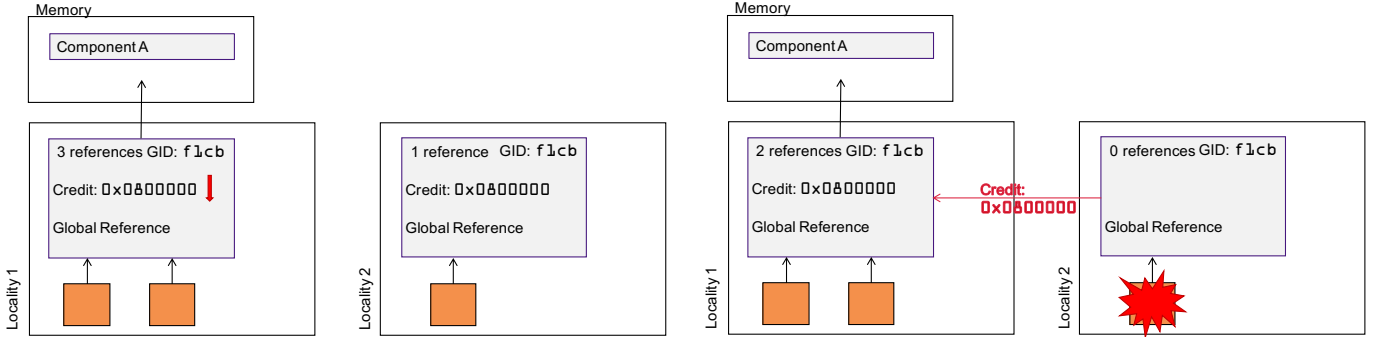 Memory
Component A
3 references GID: f1cb
Credit: 0x0800000
Global Reference
Locality 1
1 reference GID: f1cb
Credit: 0x0800000
Global Reference
Locality 2
Memory
Component A
2 references GID: f1cb
Credit: 0x0800000
Global Reference
Locality 1
Credit:
0x0800000
0 references GID: f1cb
Global Reference
Locality 2